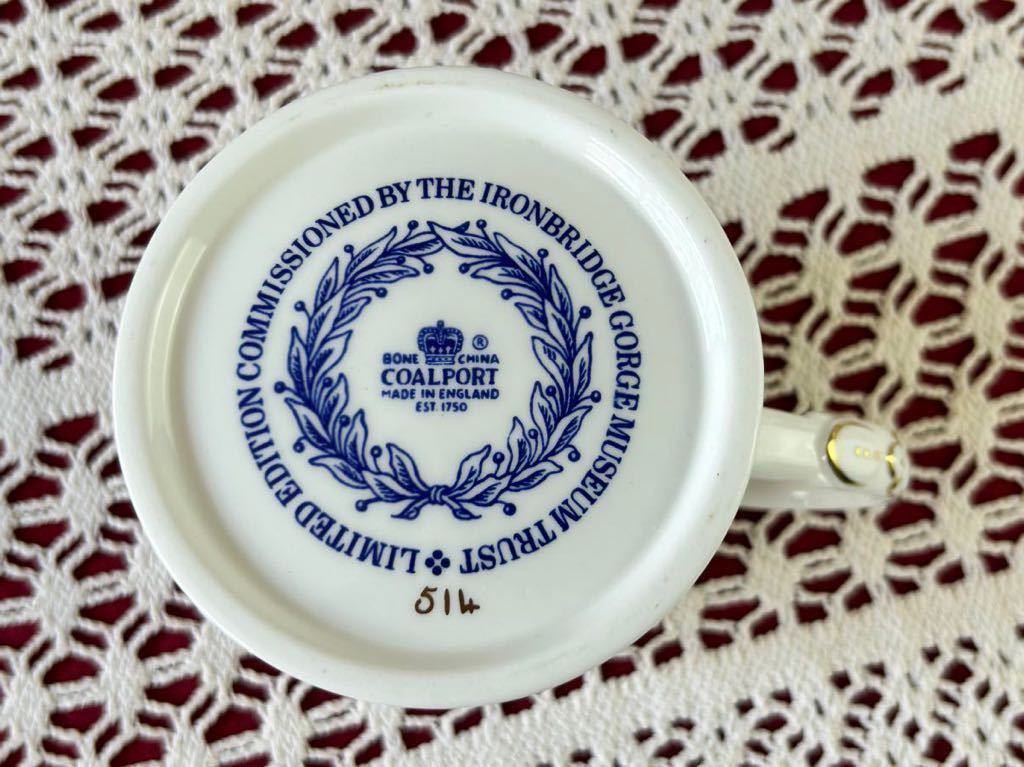 LIMITED EDITION COMMISSIONED BY THE IRONBRIDGE GORGE MUSEUM TRUST
®
BONE CHINA
COALPORT
MADE IN ENGLAND
EST. 1750
514